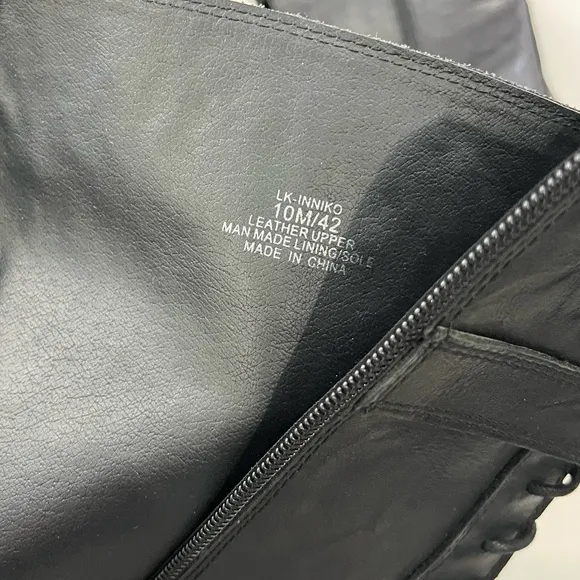 LK-INNIKO
10M/42
LEATHER UPPER
MAN MADE LINING/SOLE
MADE IN CHINA